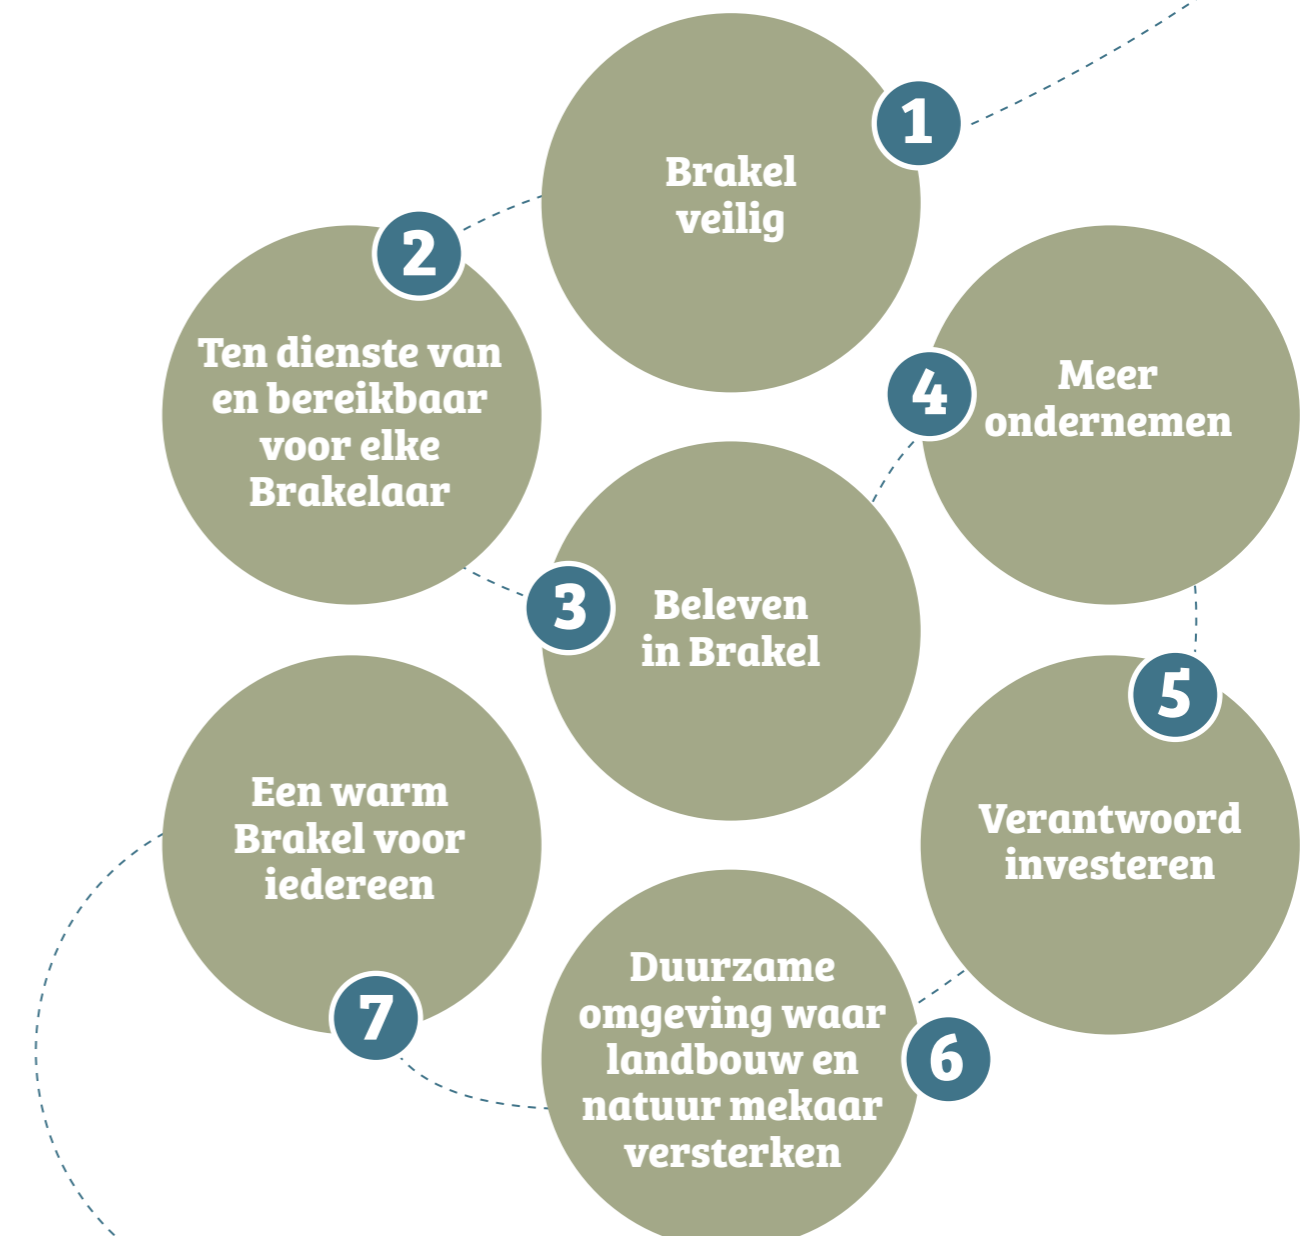 1
Brakel
veilig
2
Ten dienste van
en bereikbaar
voor elke
Brakelaar
3
Beleven
in Brakel
4
Meer
ondernemen
5
Verantwoord
investeren
6
Duurzame
omgeving waar
landbouw en
natuur mekaar
versterken
7
Een warm
Brakel voor
iedereen